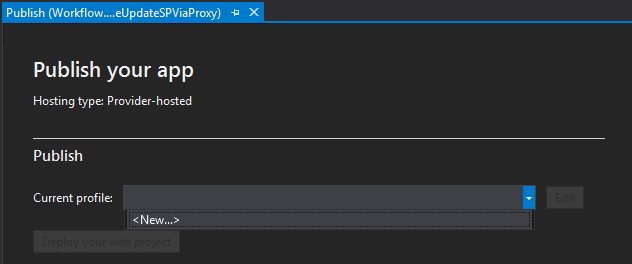 Publish (Workflow....eUpdateSPViaProxy)
Publish your app
Hosting type: Provider-hosted
Publish
Current profile:
Edit
<New...>
Deploy your web project